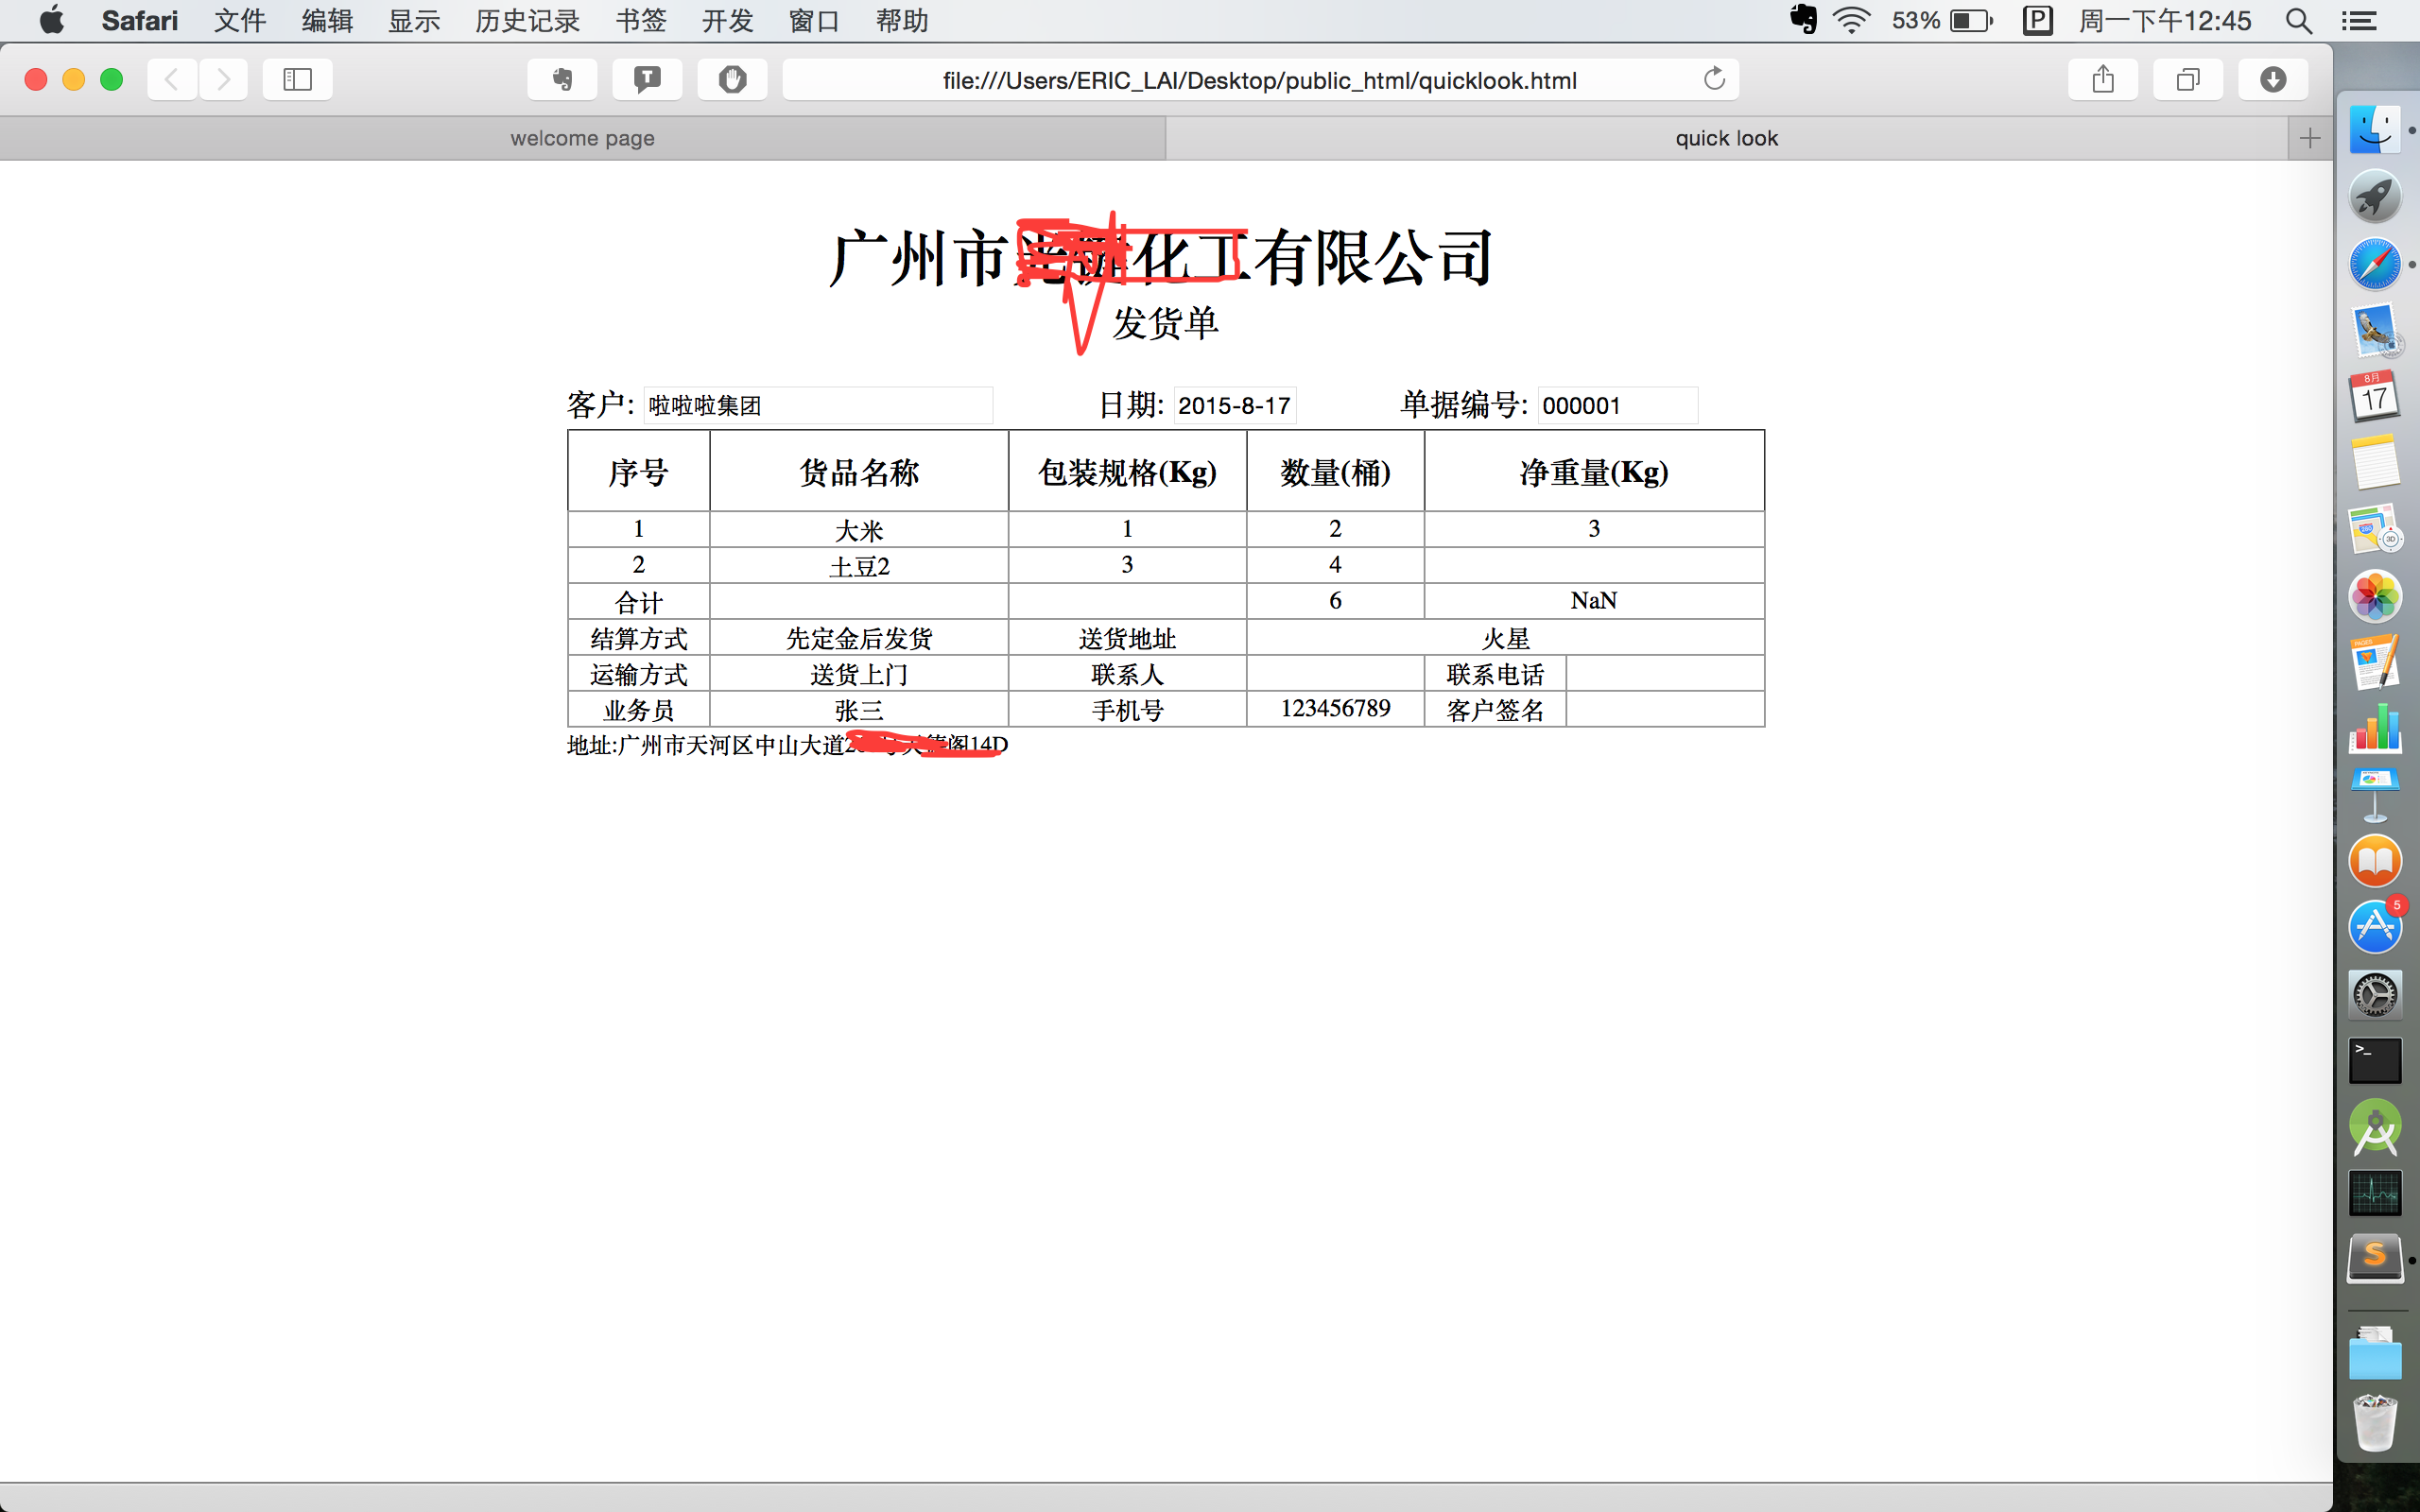 Safari 文件 编辑 显示 历史记录 书签 开发 窗口 帮助 53% P 周一下午12:45
file:///Users/ERIC_LAI/Desktop/public_html/quicklook.html
welcome page quick look
广州市 化工有限公司
发货单
客户: 啦啦啦集团 日期: 2015-8-17 单据编号: 000001
序号 货品名称 包装规格(Kg) 数量(桶) 净重量(Kg)
1 大米 1 2 3
2 土豆2 3 4
合计 6 NaN
结算方式 先定金后发货 送货地址 火星
运输方式 送货上门 联系人 联系电话
业务员 张三 手机号 123456789 客户签名
地址:广州市天河区中山大道 阁14D
8月
17
5